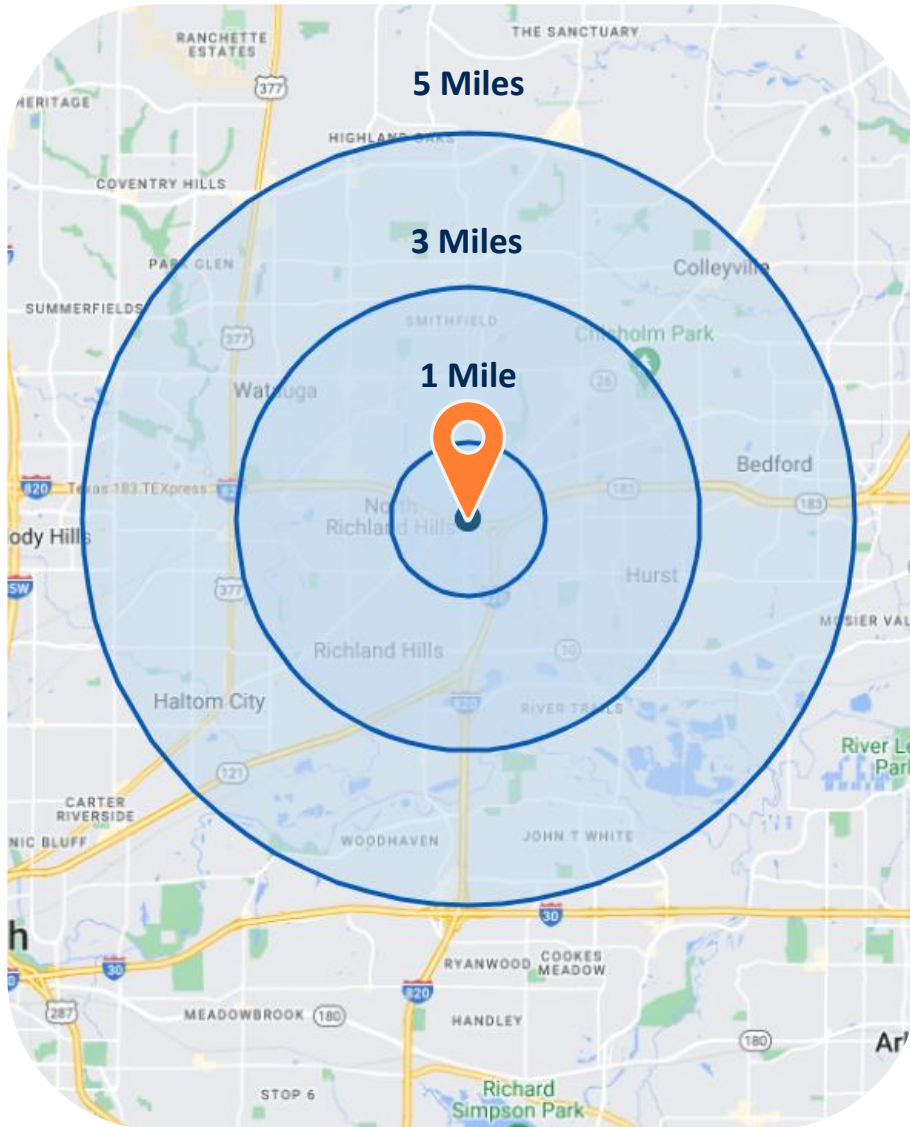 THE SANCTUARY
RANCHETTE
ESTATES
5 Miles
377
HERITAGE
HIGHLAND OAKS
COVENTRY HILLS
3 Miles
PARK GLEN
Colleyville
SUMMERFIELDS
SMITHFIELD
Chisholm Park
377
1 Mile
26
Watauga
Bedford
820
Texas 183 TEXpress
820
183
183
North
Richland Hills
ody Hills
Hurst
35W
377
820
MOSIER VAL
Richland Hills
10
Haltom City
820
RIVER TRAILS
River Le
Park
121
CARTER
RIVERSIDE
NIC BLUFF
WOODHAVEN
JOHN T WHITE
30
h
30
RYANWOOD
COOKES
MEADOW
820
287
MEADOWBROOK
180
HANDLEY
180
Arl
STOP 6
Richard
Simpson Park